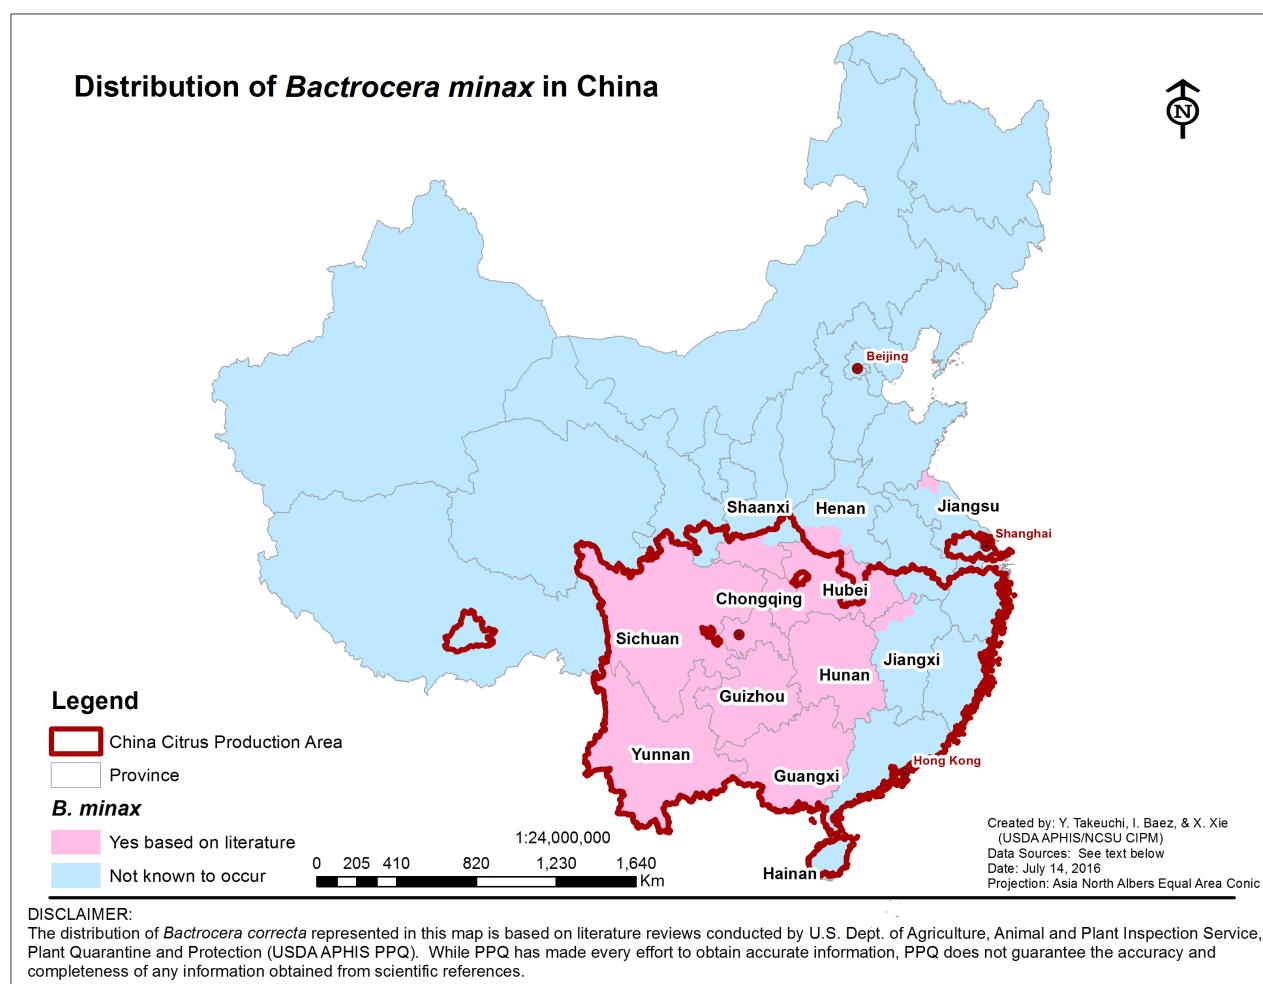 Distribution of Bactrocera minax in China
N
Beijing
Shaanxi
Henan
Jiangsu
Shanghai
Chongqing
Hubei
Sichuan
Jiangxi
Hunan
Guizhou
Yunnan
Guangxi
Hong Kong
Hainan
Legend
China Citrus Production Area
Province
B. minax
Yes based on literature
Not known to occur
1:24,000,000
0 205 410 820 1,230 1,640
Km
Created by: Y. Takeuchi, I. Baez, & X. Xie
(USDA APHIS/NCSU CIPM)
Data Sources: See text below
Date: July 14, 2016
Projection: Asia North Albers Equal Area Conic
DISCLAIMER:
The distribution of Bactrocera correcta represented in this map is based on literature reviews conducted by U.S. Dept. of Agriculture, Animal and Plant Inspection Service,
Plant Quarantine and Protection (USDA APHIS PPQ). While PPQ has made every effort to obtain accurate information, PPQ does not guarantee the accuracy and
completeness of any information obtained from scientific references.